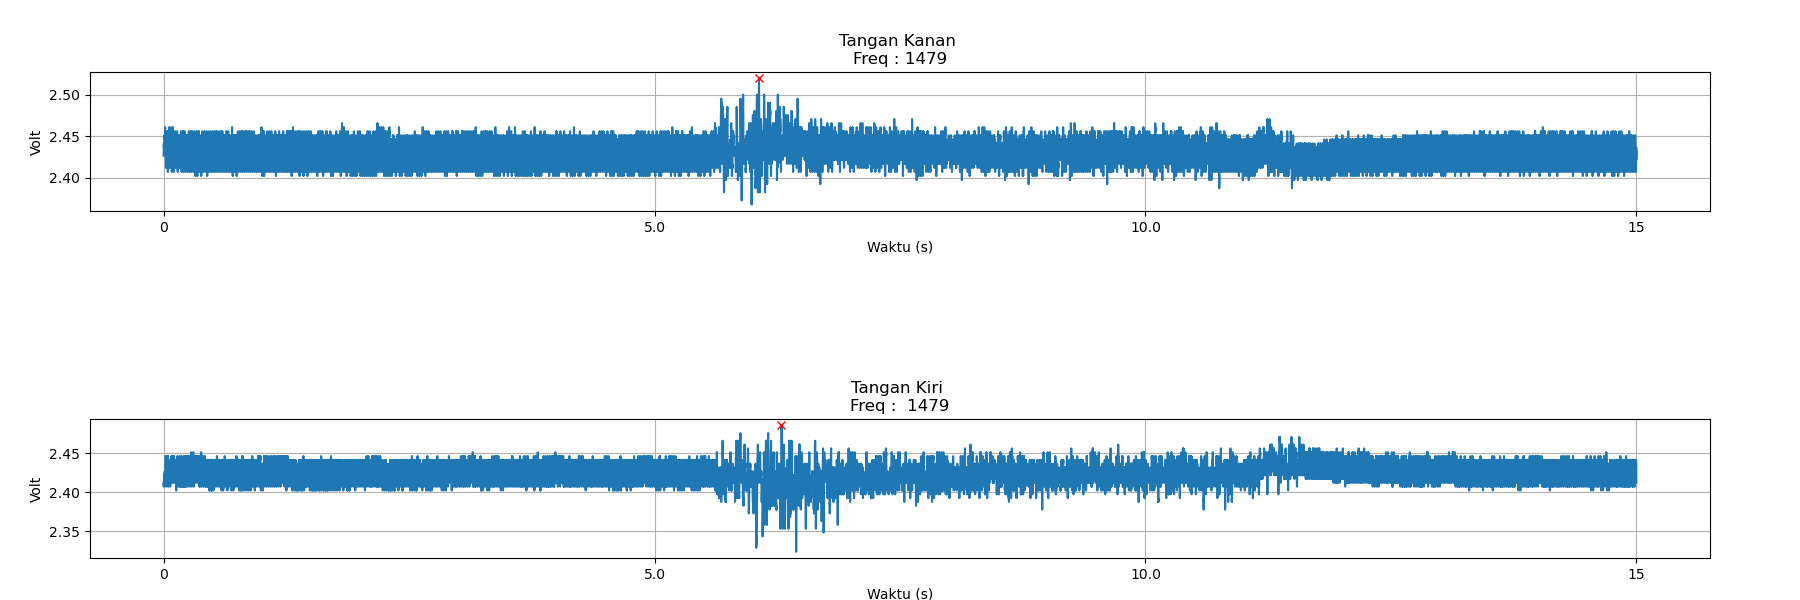 Tangan Kanan
Freq : 1479
Volt
2.50
2.45
2.40
0 5.0 10.0 15
Waktu (s)
Tangan Kiri
Freq :  1479
Volt
2.45
2.40
2.35
0 5.0 10.0 15
Waktu (s)